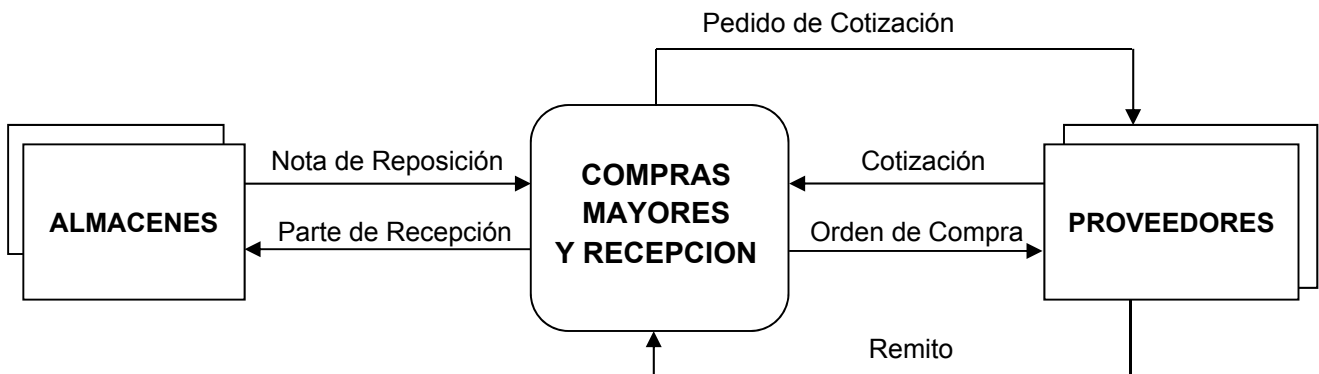 Pedido de Cotización
Nota de Reposición
COMPRAS
MAYORES
Y RECEPCION
Cotización
ALMACENES
Parte de Recepción
Orden de Compra
PROVEEDORES
Remito